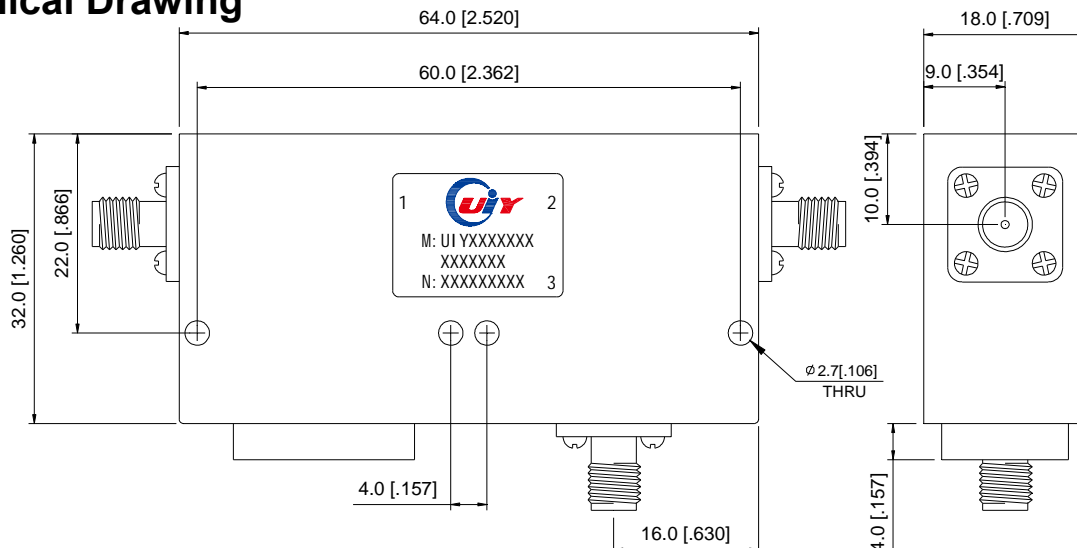 nical Drawing
64.0 [2.520]
18.0 [.709]
60.0 [2.362]
9.0 [.354]
32.0 [1.260]
22.0 [.866]
10.0 [.394]
1
UIY
2
M: UIYXXXXXXX
XXXXXXX
N: XXXXXXXXX
3
⌀2.7[.106]
THRU
4.0 [.157]
16.0 [.630]
4.0 [.157]